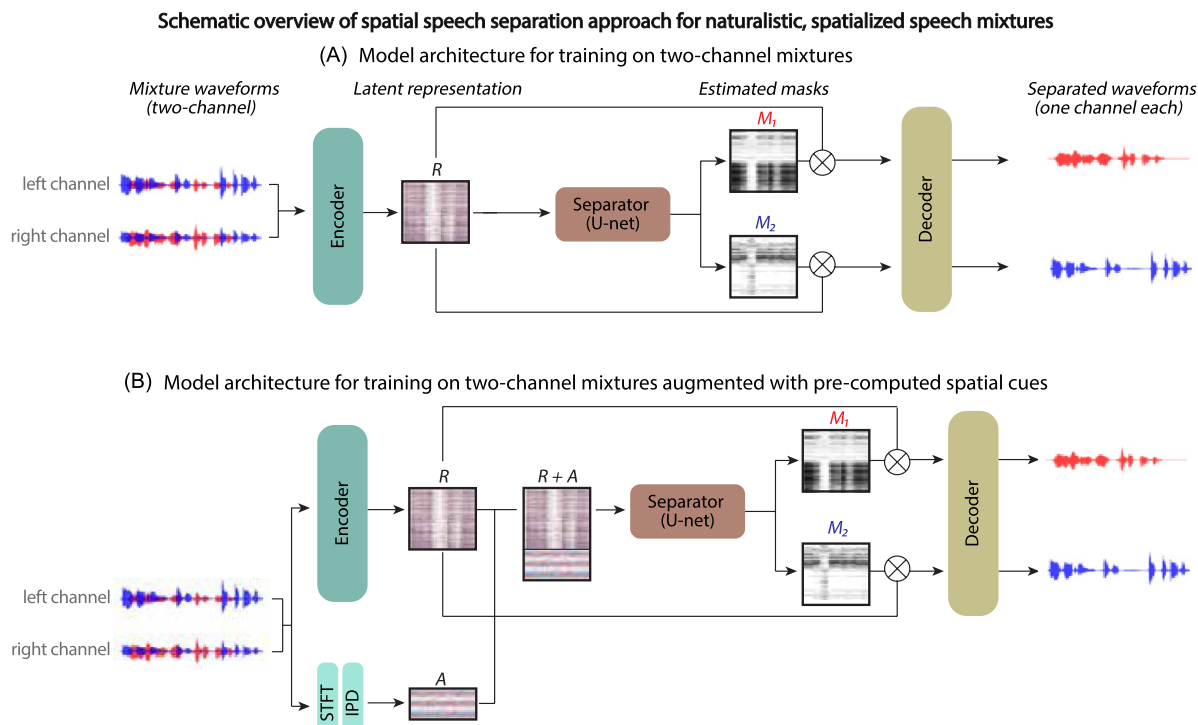 Schematic overview of spatial speech separation approach for naturalistic, spatialized speech mixtures
(A) Model architecture for training on two-channel mixtures
Mixture waveforms
(two-channel)
Latent representation
Estimated masks
Separated waveforms
(one channel each)
left channel
right channel
Encoder
R
Separator
(U-net)
M₁
M₂
Decoder
(B) Model architecture for training on two-channel mixtures augmented with pre-computed spatial cues
left channel
right channel
Encoder
STFT
IPD
R
A
R + A
Separator
(U-net)
M₁
M₂
Decoder